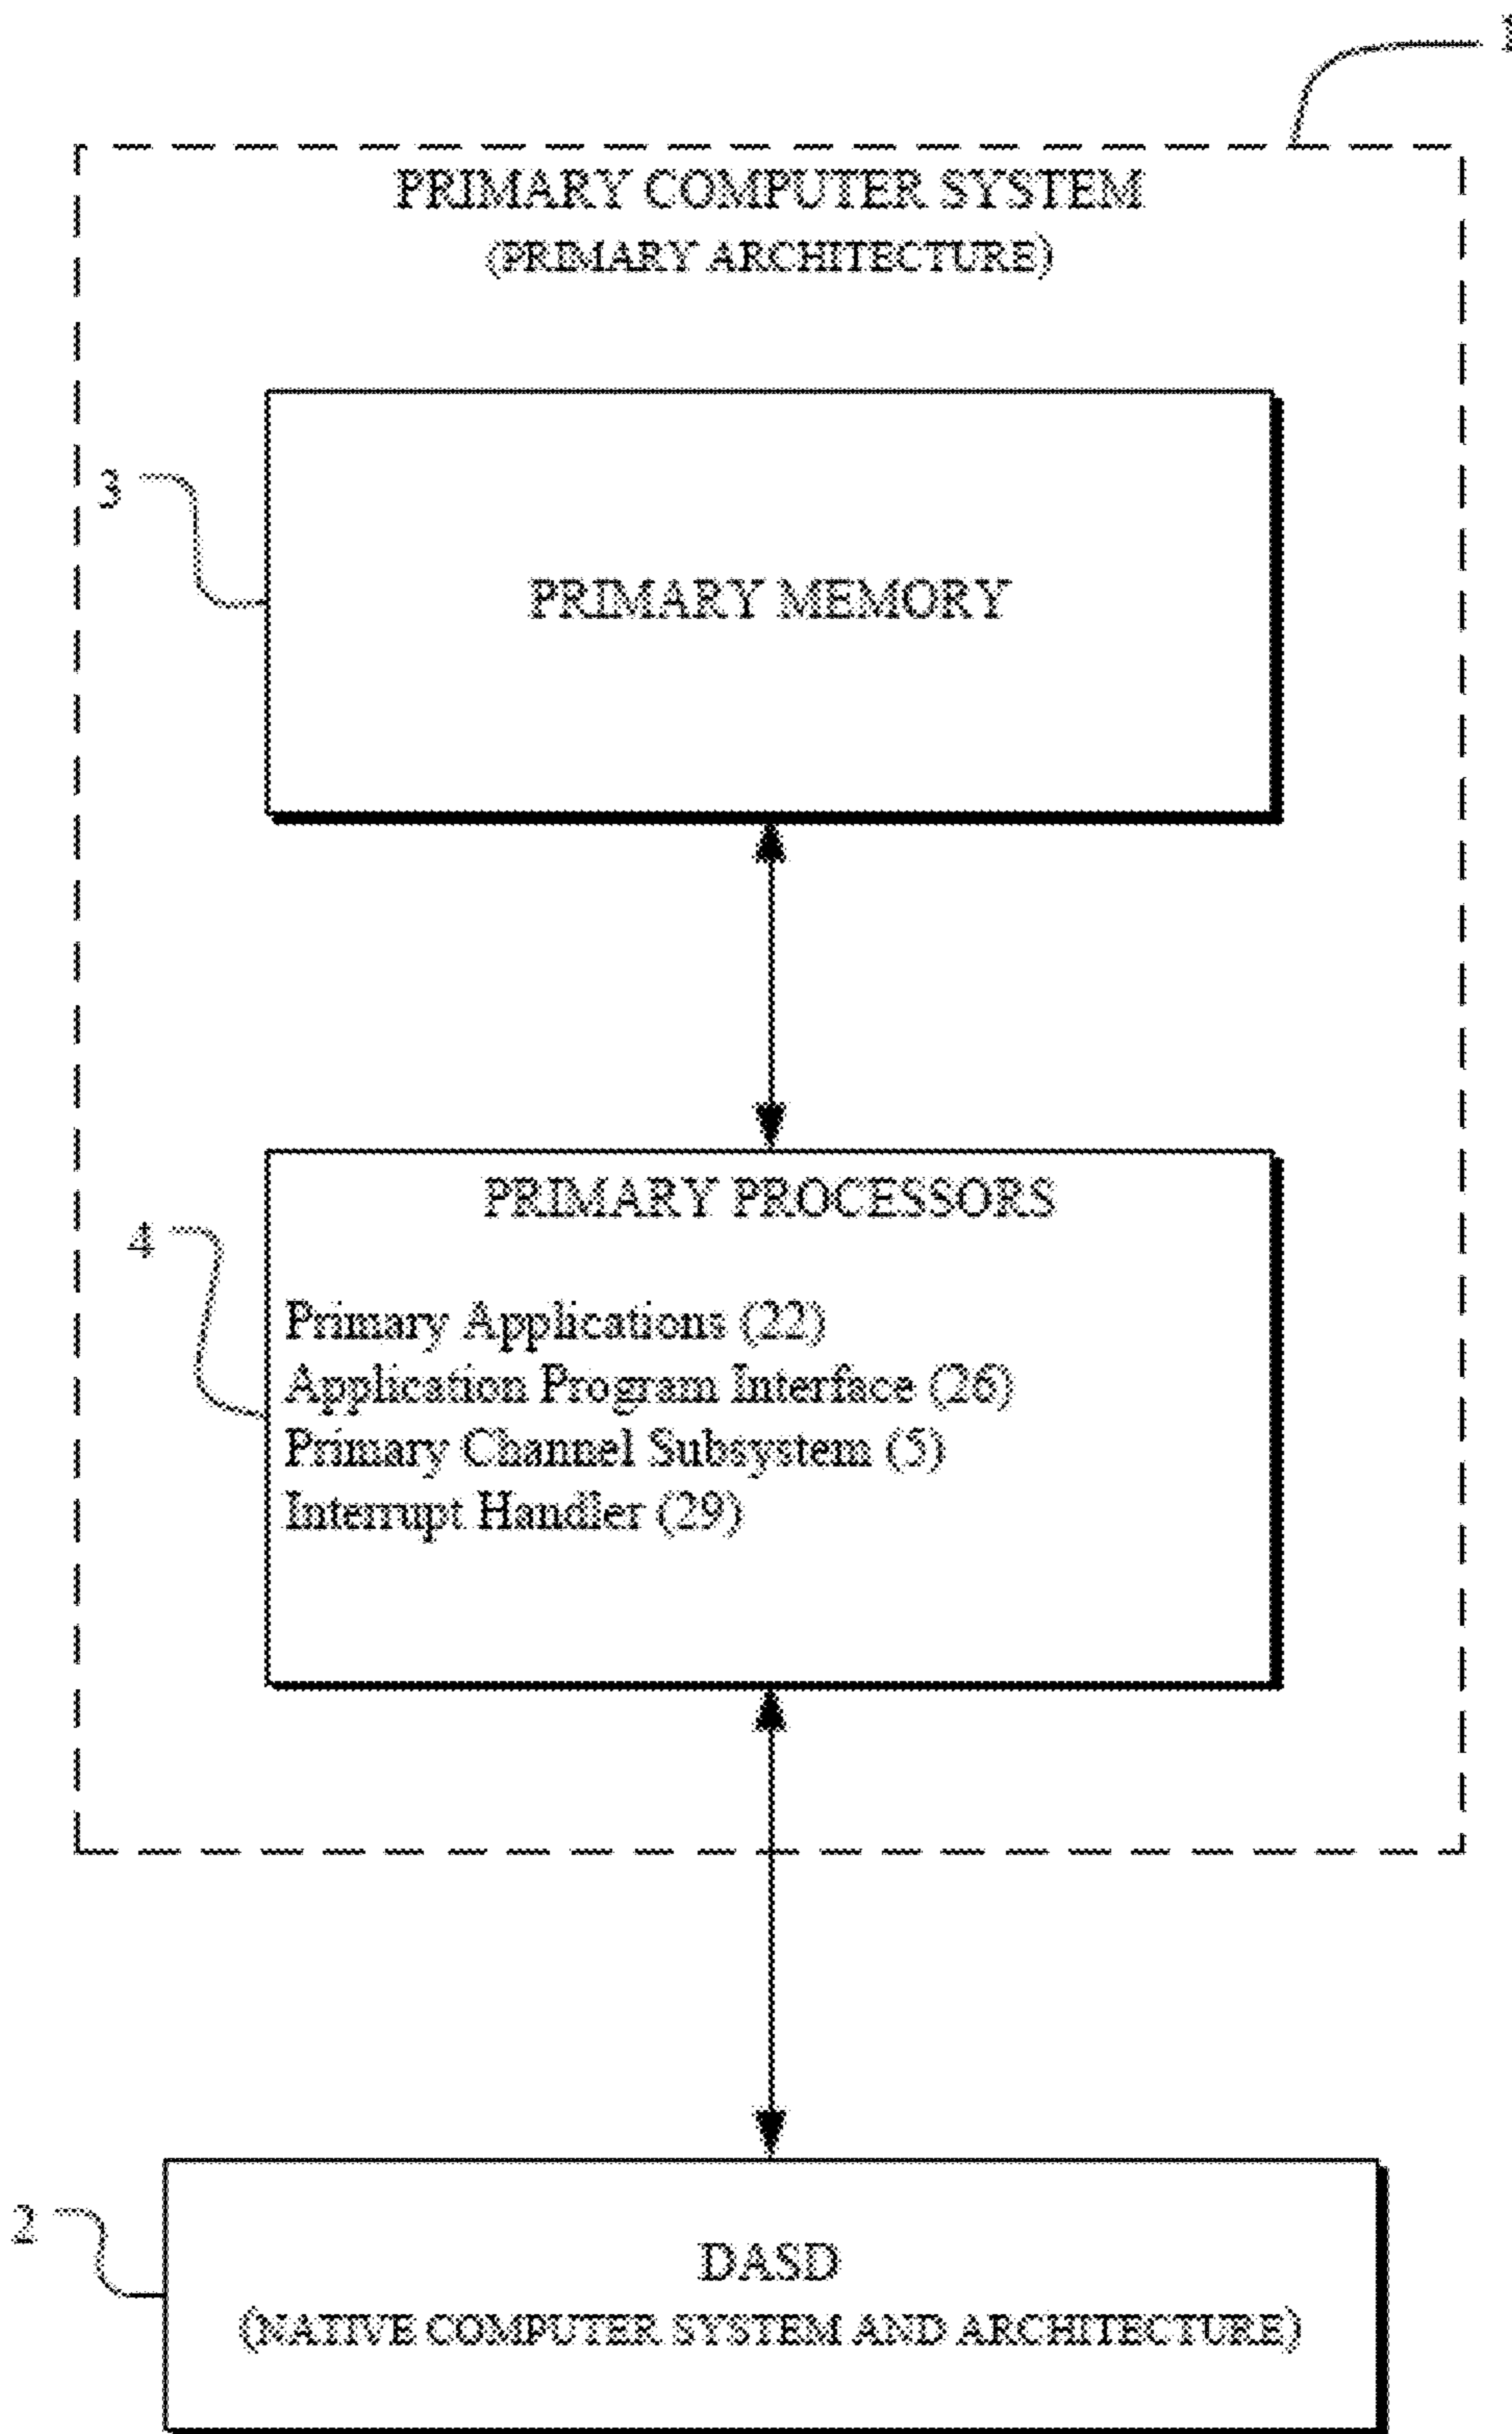 1
PRIMARY COMPUTER SYSTEM
(PRIMARY ARCHITECTURE)
3
PRIMARY MEMORY
PRIMARY PROCESSORS
4
Primary Applications (22)
Application Program Interface (26)
Primary Channel Subsystem (5)
Interrupt Handler (29)
2
DASD
(NATIVE COMPUTER SYSTEM AND ARCHITECTURE)